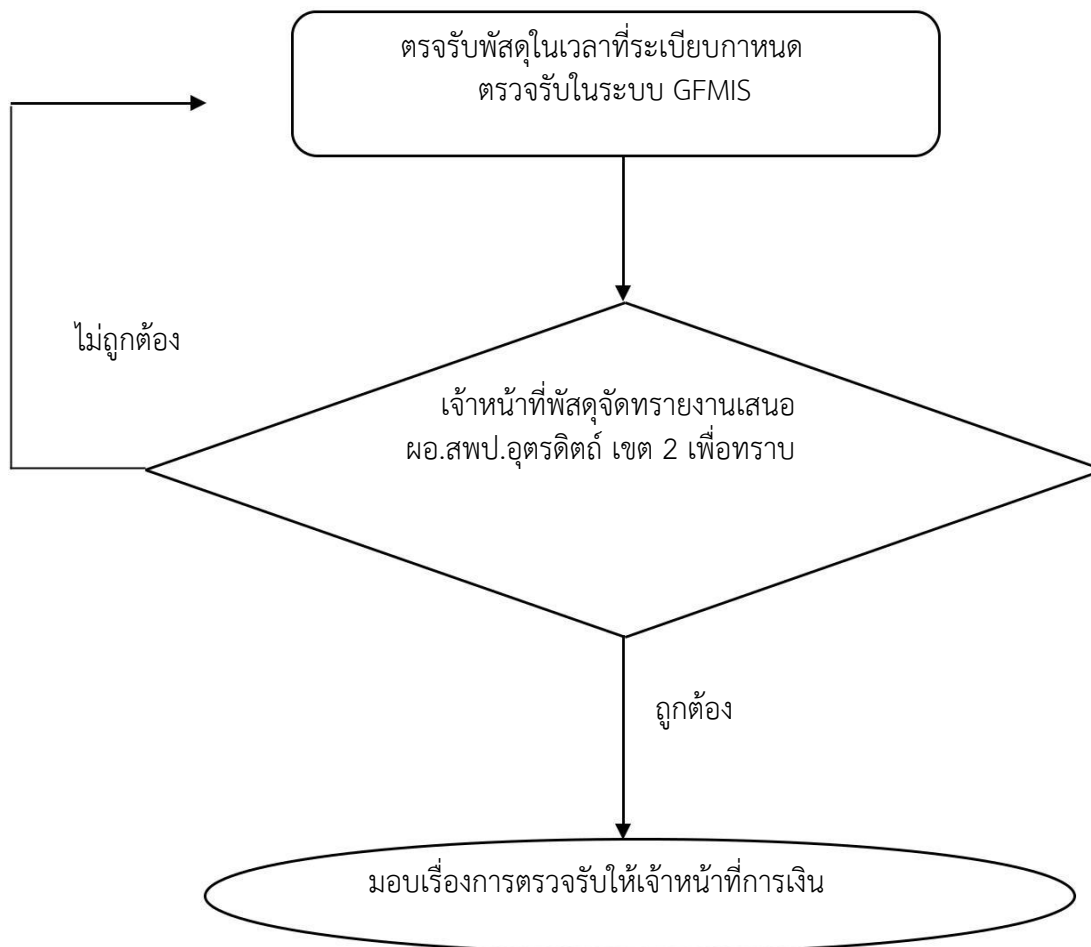 ตรจรับพัสดุในเวลาที่ระเบียบกาหนด
ตรวจรับในระบบ GFMIS
ไม่ถูกต้อง
เจ้าหน้าที่พัสดุจัดทรายงานเสนอ
ผอ.สพป.อุตรดิตถ์ เขต 2 เพื่อทราบ
ถูกต้อง
มอบเรื่องการตรวจรับให้เจ้าหน้าที่การเงิน